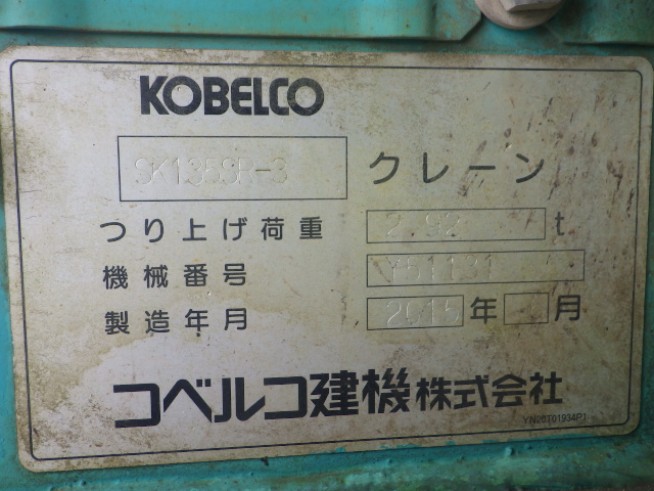 KOBELCO
SK135SR-3 クレーン
つり上げ荷重 2.92 t
機械番号
製造年月 2015 年 月
コベルコ建機株式会社